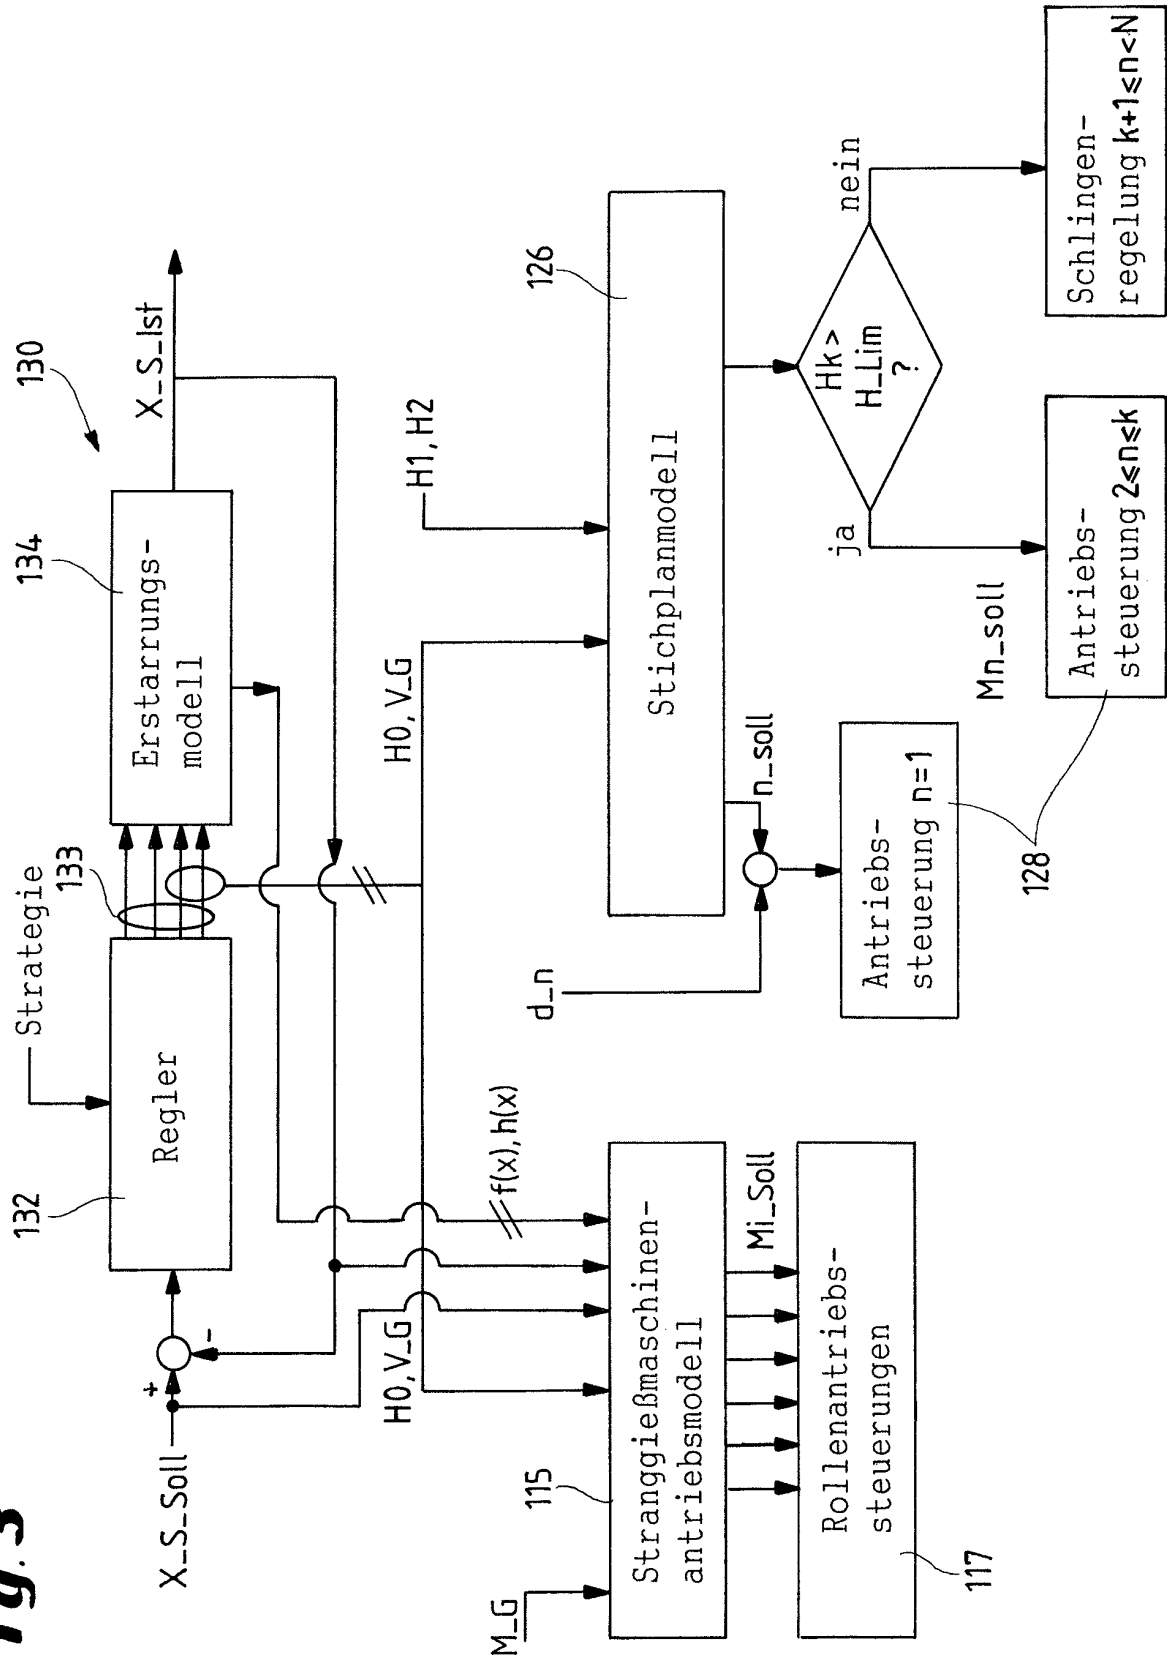 Fig. 3
130
Strategie
132
133
134
X_S_Soll
+
-
Regler
Erstarrungs-
modell
X_S_Ist
H0, V_G
H0, V_G
H1, H2
f(x), h(x)
M_G
115
Stranggießmaschinen-
antriebsmodell
Mi_Soll
Rollenantriebs-
steuerungen
117
126
Stichplanmodell
d_n
n_soll
Antriebs-
steuerung n=1
128
Hk>
H_Lim
?
ja
nein
Mn_soll
Antriebs-
steuerung 2≤n≤k
Schlingen-
regelung k+1≤n<N